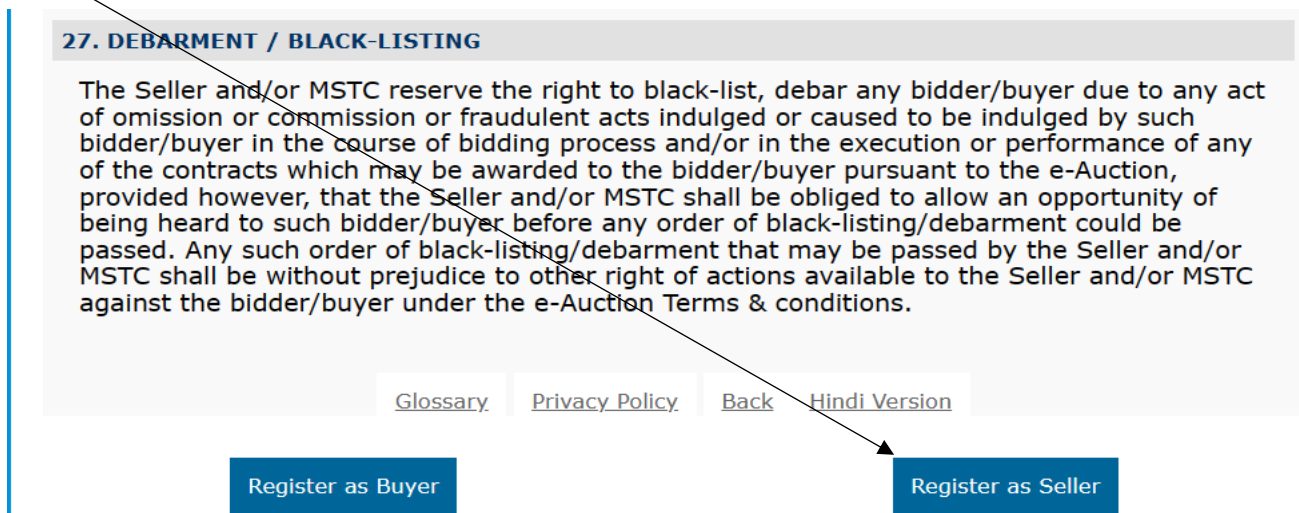 27. DEBARMENT / BLACK-LISTING
The Seller and/or MSTC reserve the right to black-list, debar any bidder/buyer due to any act
of omission or commission or fraudulent acts indulged or caused to be indulged by such
bidder/buyer in the course of bidding process and/or in the execution or performance of any
of the contracts which may be awarded to the bidder/buyer pursuant to the e-Auction,
provided however, that the Seller and/or MSTC shall be obliged to allow an opportunity of
being heard to such bidder/buyer before any order of black-listing/debarment could be
passed. Any such order of black-listing/debarment that may be passed by the Seller and/or
MSTC shall be without prejudice to other right of actions available to the Seller and/or MSTC
against the bidder/buyer under the e-Auction Terms & conditions.
Glossary Privacy Policy Back Hindi Version
Register as Buyer Register as Seller